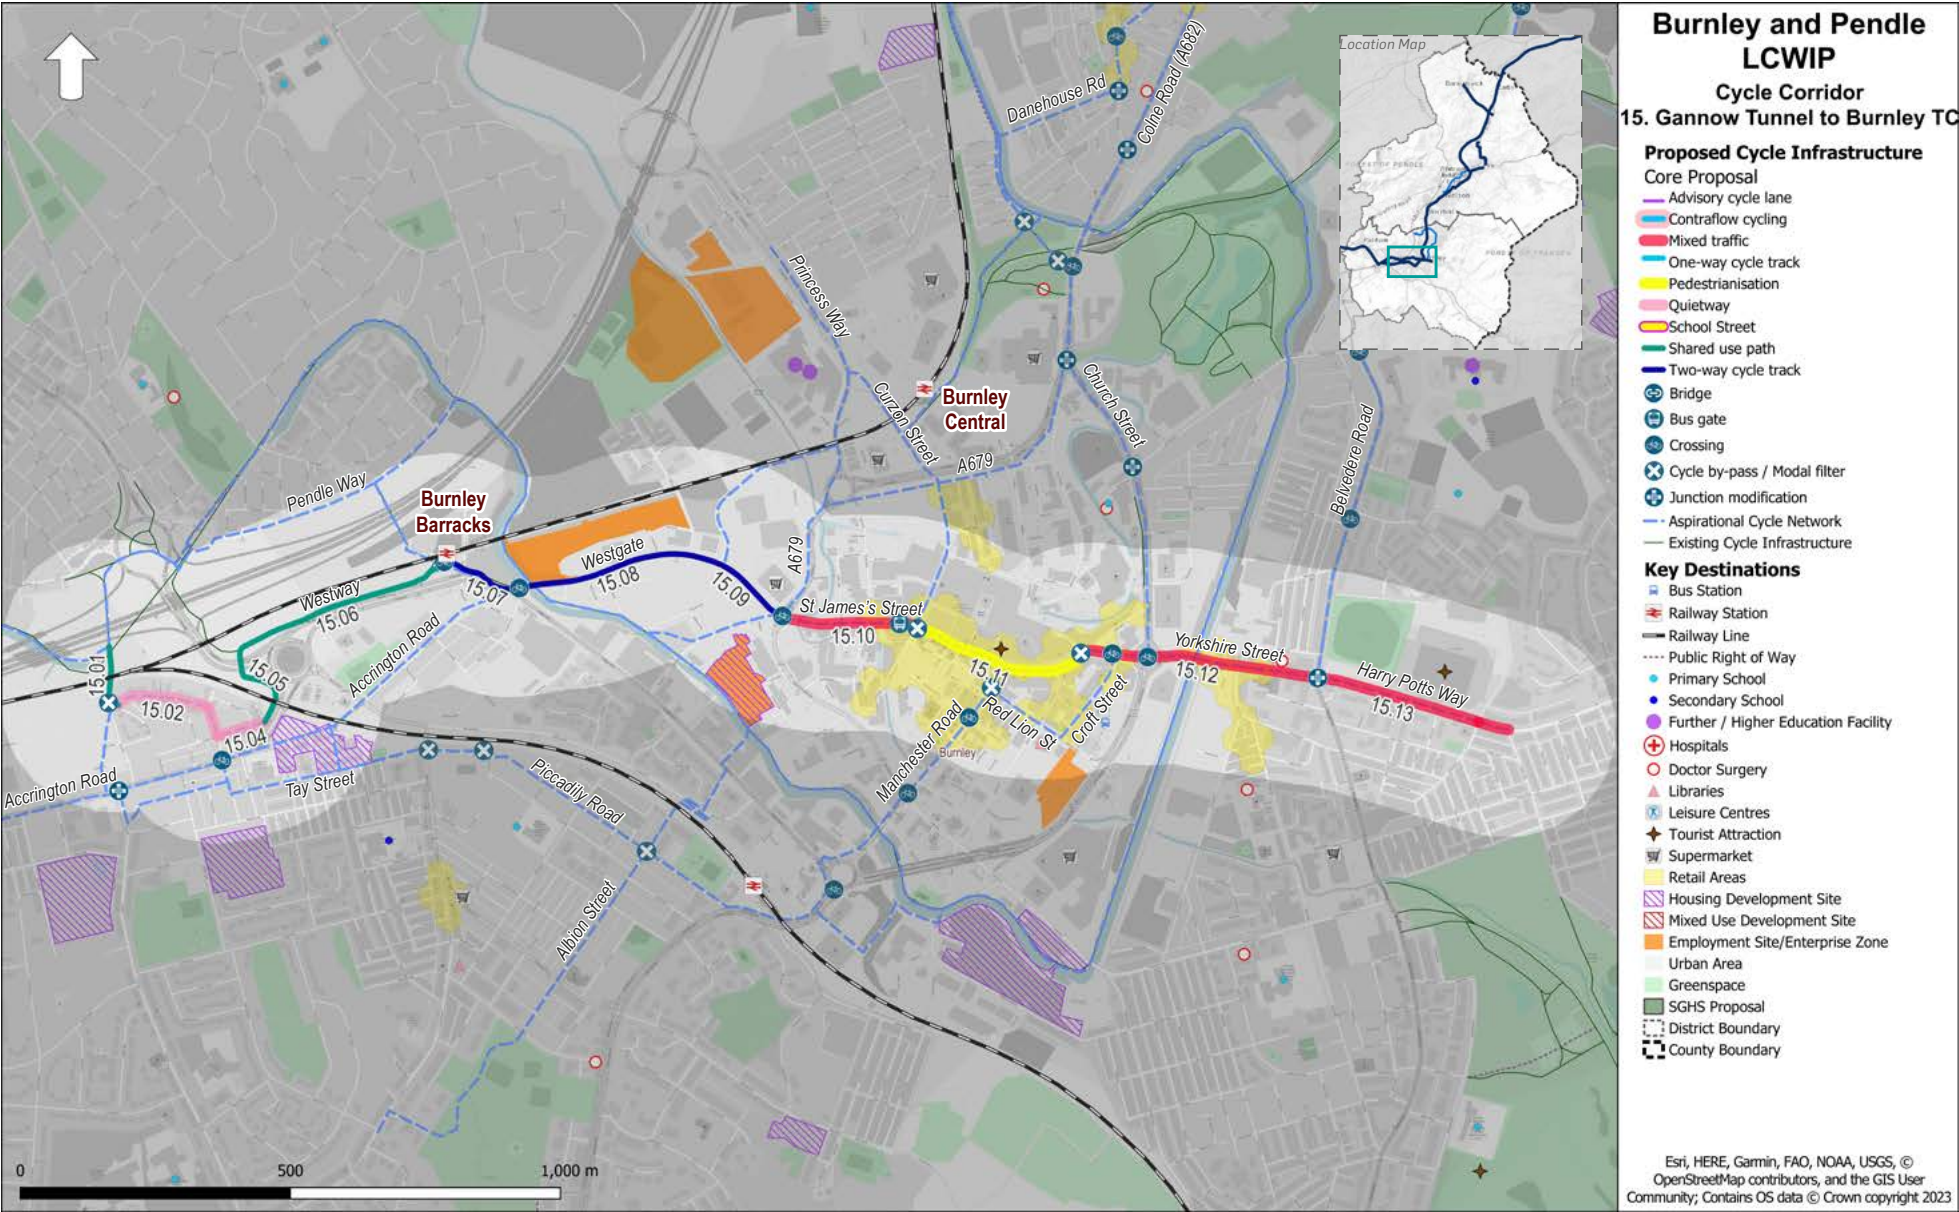 Burnley and Pendle
LCWIP
Cycle Corridor
15. Gannow Tunnel to Burnley TC
Proposed Cycle Infrastructure
Core Proposal
Advisory cycle lane
Contraflow cycling
Mixed traffic
One-way cycle track
Pedestrianisation
Quietway
School Street
Shared use path
Two-way cycle track
Bridge
Bus gate
Crossing
Cycle by-pass / Modal filter
Junction modification
Aspirational Cycle Network
Existing Cycle Infrastructure
Key Destinations
Bus Station
Railway Station
Railway Line
Public Right of Way
Primary School
Secondary School
Further / Higher Education Facility
Hospitals
Doctor Surgery
Libraries
Leisure Centres
Tourist Attraction
Supermarket
Retail Areas
Housing Development Site
Mixed Use Development Site
Employment Site/Enterprise Zone
Urban Area
Greenspace
SGHS Proposal
District Boundary
County Boundary
Esri, HERE, Garmin, FAO, NOAA, USGS, ©
OpenStreetMap contributors, and the GIS User
Community; Contains OS data © Crown copyright 2023
Location Map
Danehouse Rd
Colne Road (A682)
Princess Way
Curzon Street
Burnley
Central
Church Street
A679
Belvedere Road
Pendle Way
Burnley
Barracks
Westgate
15.07
15.08
15.09
A679
Westway
15.06
Accrington Road
St James's Street
15.10
15.01
15.05
15.02
15.04
15.11
Yorkshire Street
15.12
Harry Potts Way
15.13
Red Lion St
Croft Street
Manchester Road
Burnley
Accrington Road
Tay Street
Piccadily Road
Albion Street
0
500
1,000 m